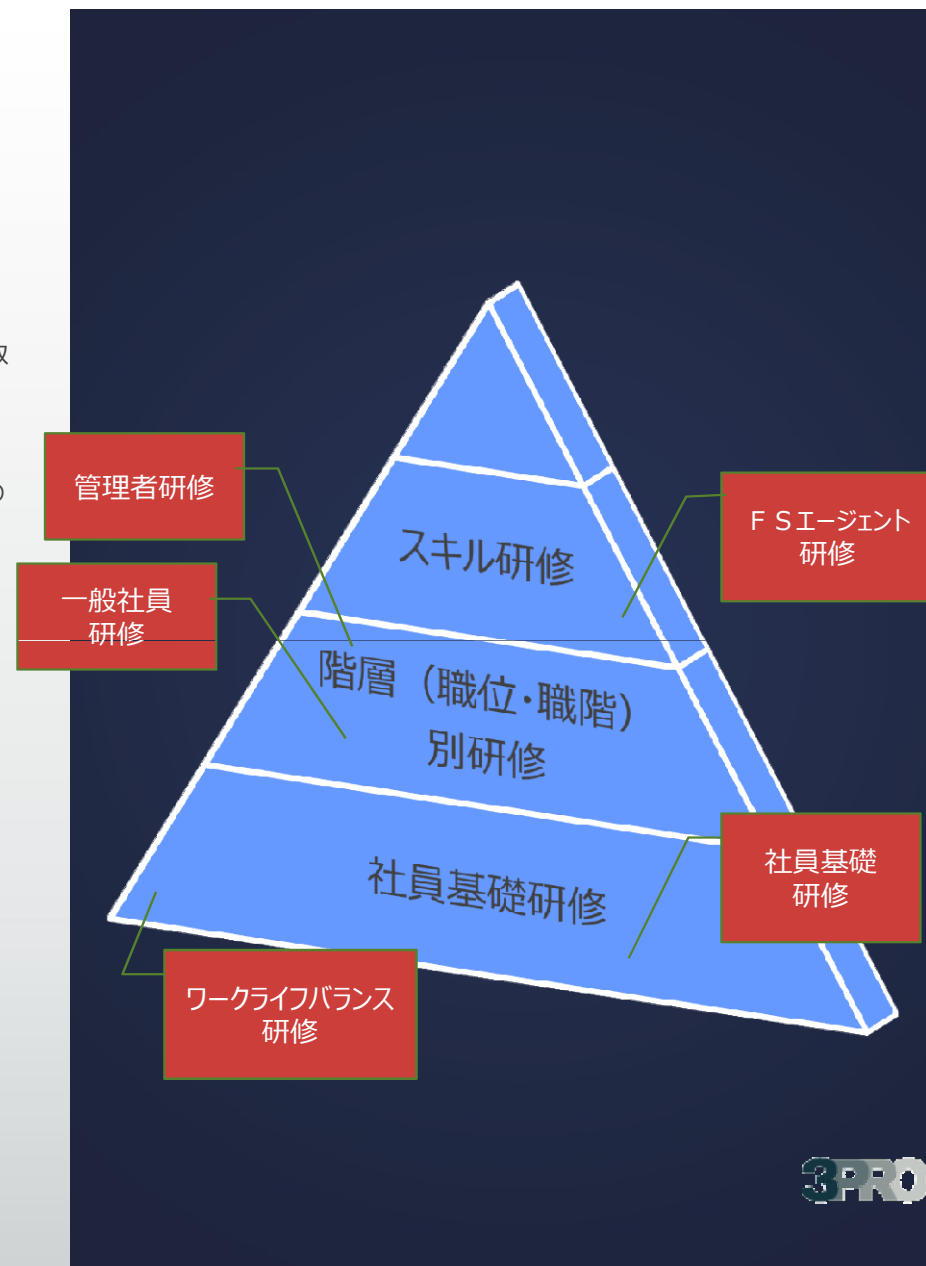 取
の
管理者研修
ＦＳエージェント
研修
スキル研修
一般社員
研修
階層（職位・職階）
別研修
社員基礎
研修
社員基礎研修
ワークライフバランス
研修
3PRO